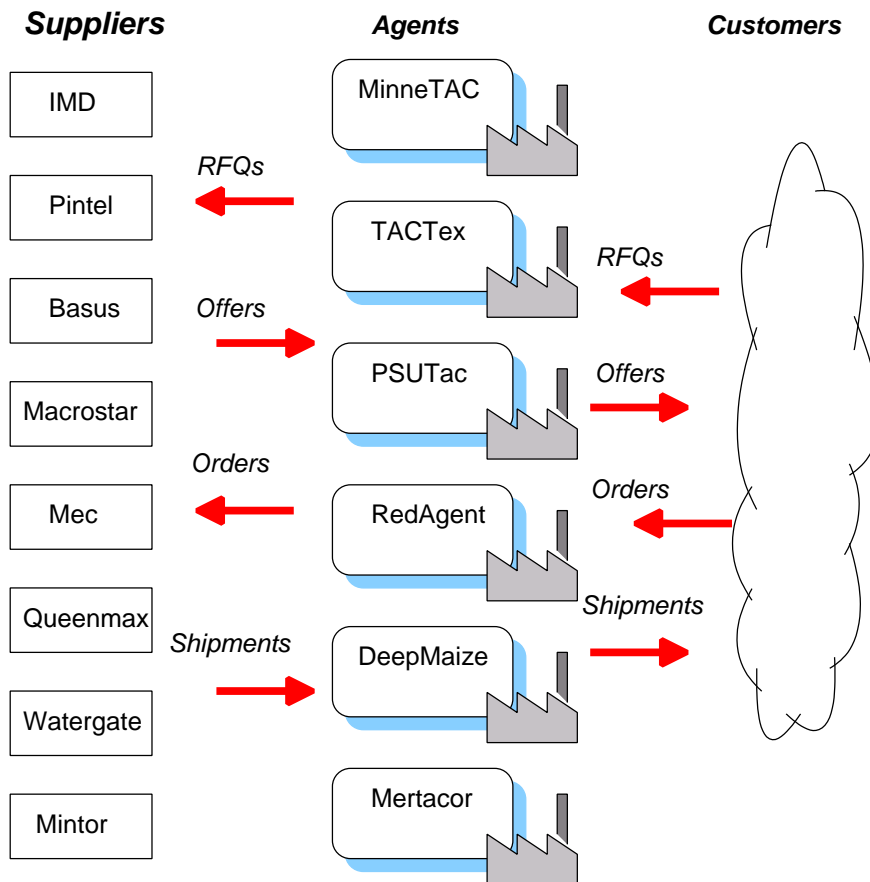 Suppliers
Agents
Customers
IMD
Pintel
Basus
Macrostar
Mec
Queenmax
Watergate
Mintor
RFQs
Offers
Orders
Shipments
MinneTAC
TACTex
PSUTac
RedAgent
DeepMaize
Mertacor
RFQs
Offers
Orders
Shipments